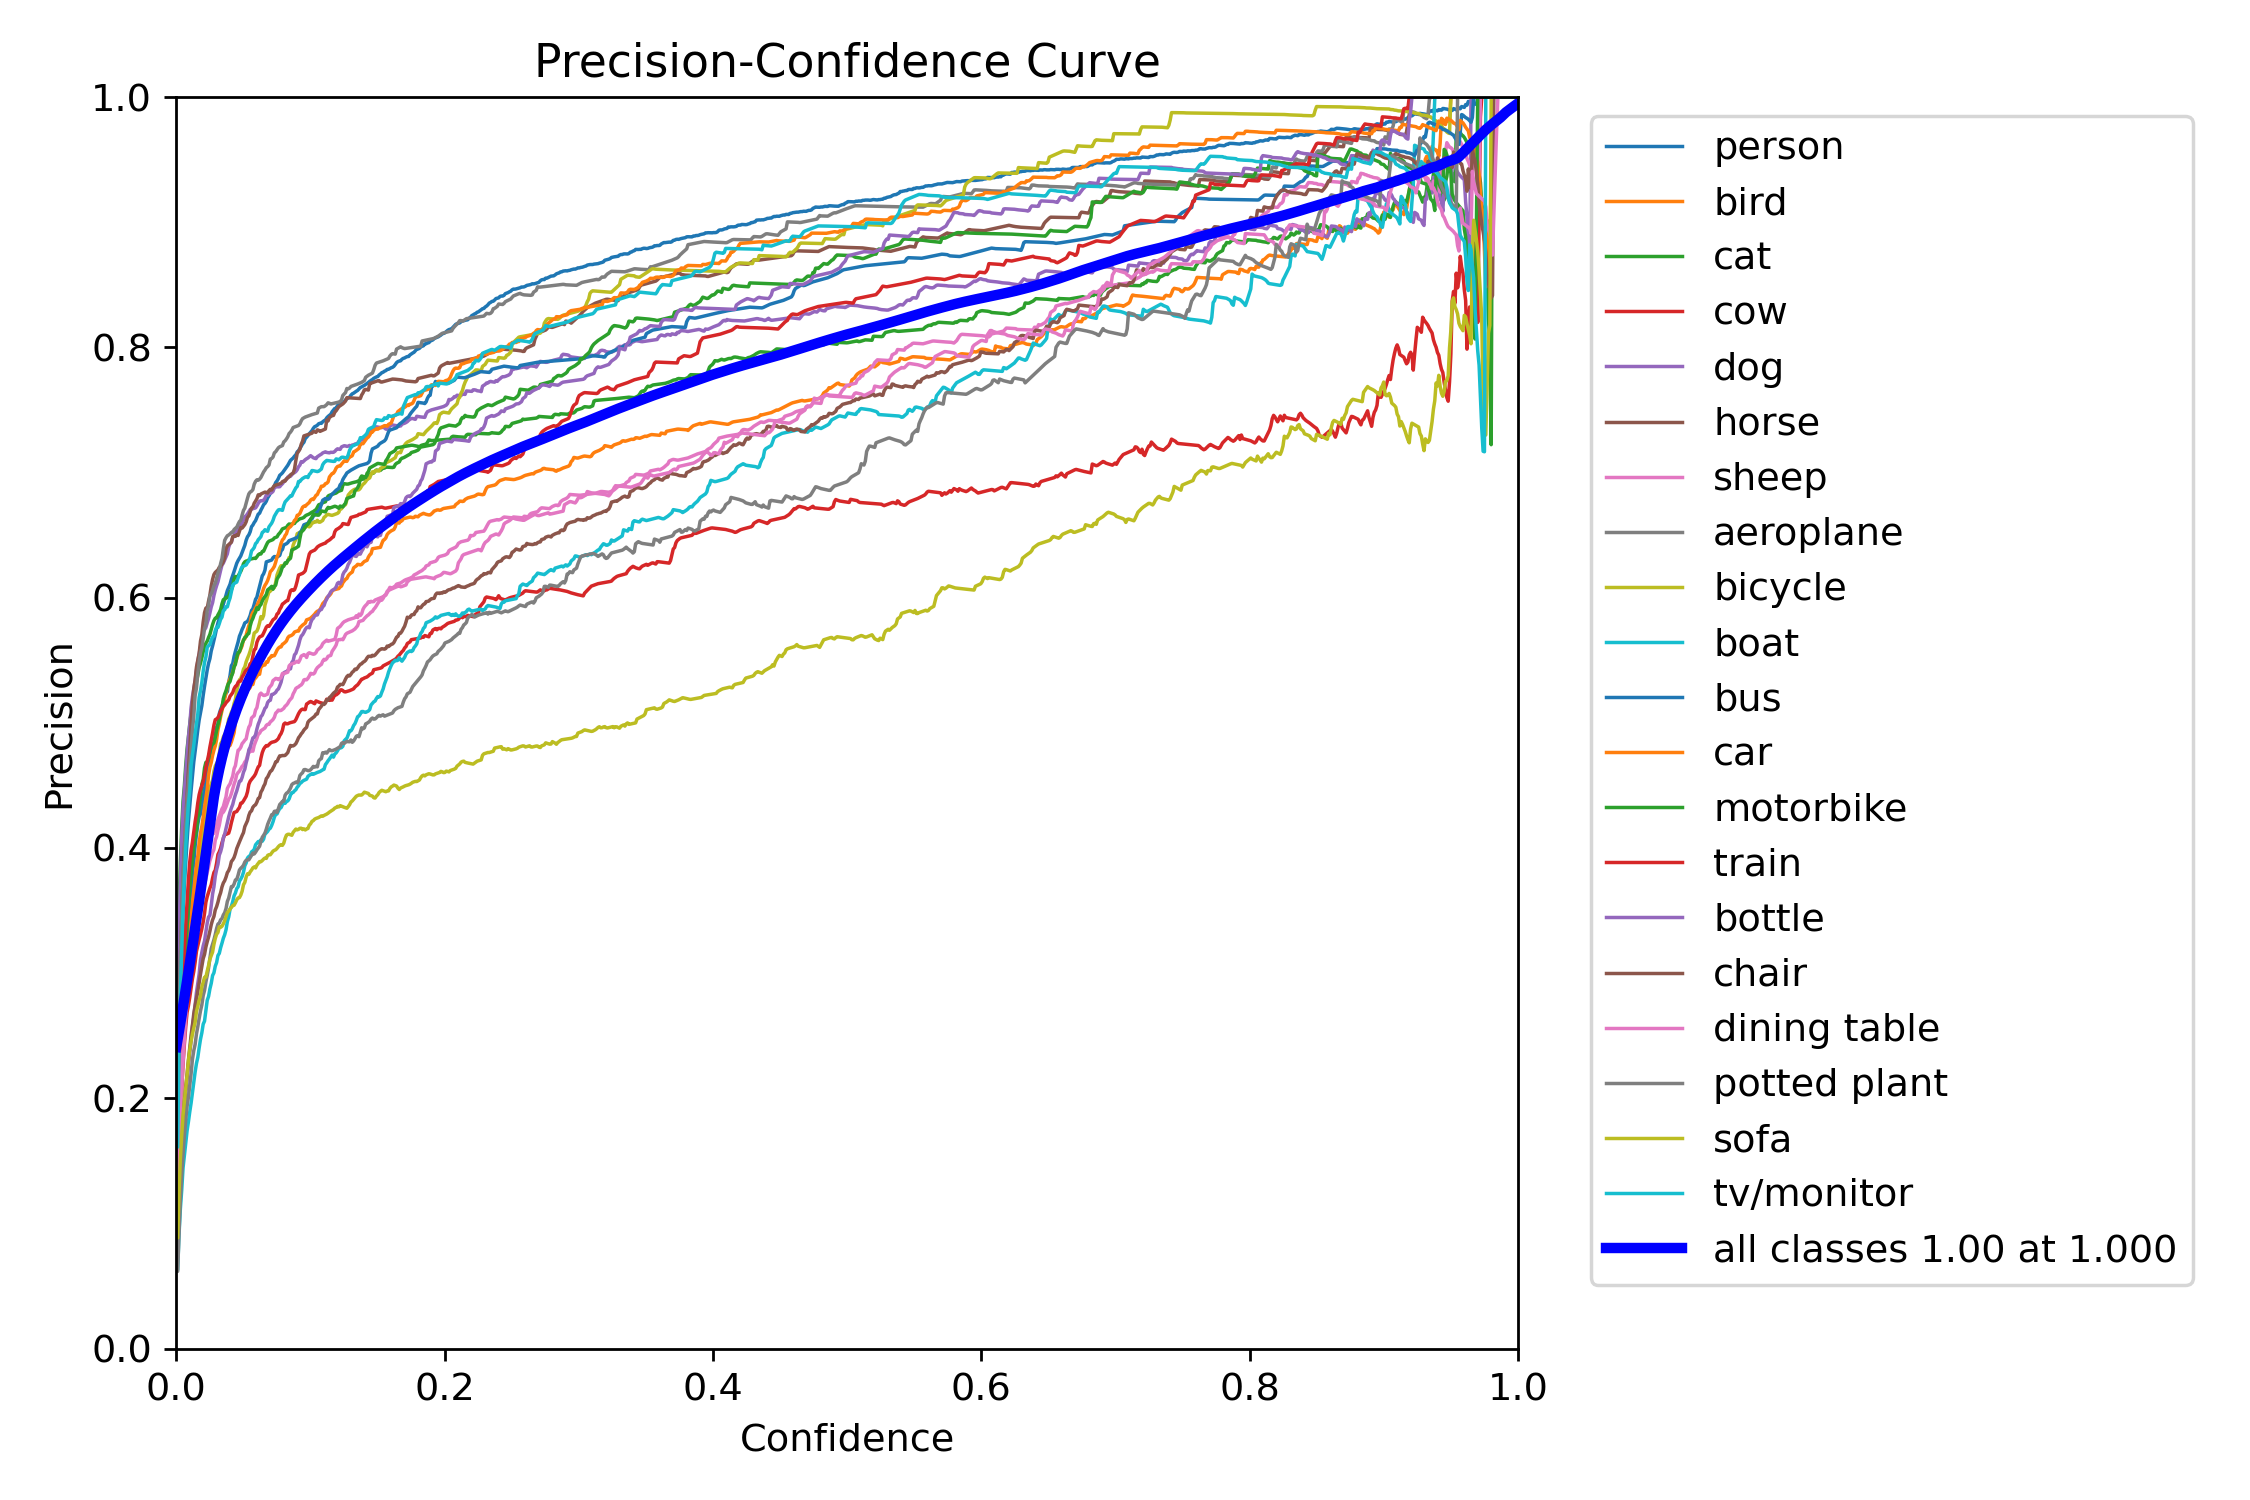 Precision-Confidence Curve
1.0
0.8
0.6
0.4
0.2
0.0
Precision
0.0 0.2 0.4 0.6 0.8 1.0
Confidence
person
bird
cat
cow
dog
horse
sheep
aeroplane
bicycle
boat
bus
car
motorbike
train
bottle
chair
dining table
potted plant
sofa
tv/monitor
all classes 1.00 at 1.000